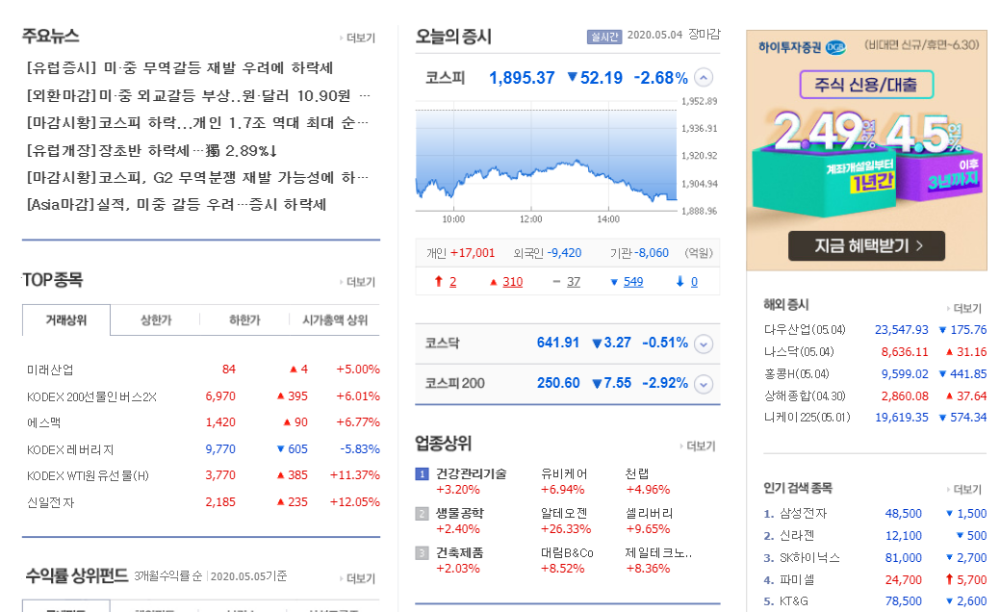 주요뉴스
더보기
[유럽증시] 미·중 무역갈등 재발 우려에 하락세
[외환마감]미·중 외교갈등 부상..원·달러 10.90원 …
[마감시황]코스피 하락...개인 1.7조 역대 최대 순…
[유럽개장]장초반 하락세…獨 2.89%↓
[마감시황]코스피, G2 무역분쟁 재발 가능성에 하…
[Asia마감]실적, 미중 갈등 우려…증시 하락세
TOP 종목
더보기
거래상위 상한가 하한가 시가총액 상위
미래산업 84 ▲ 4 +5.00%
KODEX 200선물인버스2X 6,970 ▲ 395 +6.01%
에스맥 1,420 ▲ 90 +6.77%
KODEX 레버리지 9,770 ▼ 605 -5.83%
KODEX WTI원유선물(H) 3,770 ▲ 385 +11.37%
신일전자 2,185 ▲ 235 +12.05%
수익률 상위펀드 3개월수익률 순 2020.05.05기준
더보기
오늘의 증시
실시간 2020.05.04 장마감
코스피 1,895.37 ▼52.19 -2.68%
1,952.89
1,936.91
1,920.92
1,904.94
1,888.96
10:00 12:00 14:00
개인 +17,001 외국인 -9,420 기관 -8,060 (억원)
↑ 2 ▲ 310 - 37 ▼ 549 ↓ 0
코스닥 641.91 ▼3.27 -0.51%
코스피 200 250.60 ▼7.55 -2.92%
업종상위
더보기
1 건강관리기술 유비케어 천랩
+3.20% +6.94% +4.96%
2 생물공학 알테오젠 셀리버리
+2.40% +26.33% +9.65%
3 건축제품 대림B&Co 제일테크노..
+2.03% +8.52% +8.36%
하이투자증권 DGB (비대면 신규/휴면~6.30)
주식 신용/대출
2.49연% 4.5연%
계좌개설일부터
1년간
이후
3년까지
지금 혜택받기 >
해외 증시
더보기
다우산업(05.04) 23,547.93 ▼ 175.76
나스닥(05.04) 8,636.11 ▲ 31.16
홍콩H(05.04) 9,599.02 ▼ 441.85
상해종합(04.30) 2,860.08 ▲ 37.64
니케이225(05.01) 19,619.35 ▼ 574.34
인기 검색 종목
더보기
1. 삼성전자 48,500 ▼ 1,500
2. 신라젠 12,100 ▼ 500
3. SK하이닉스 81,000 ▼ 2,700
4. 파미셀 24,700 ↑ 5,700
5. KT&G 78,500 ▼ 2,600